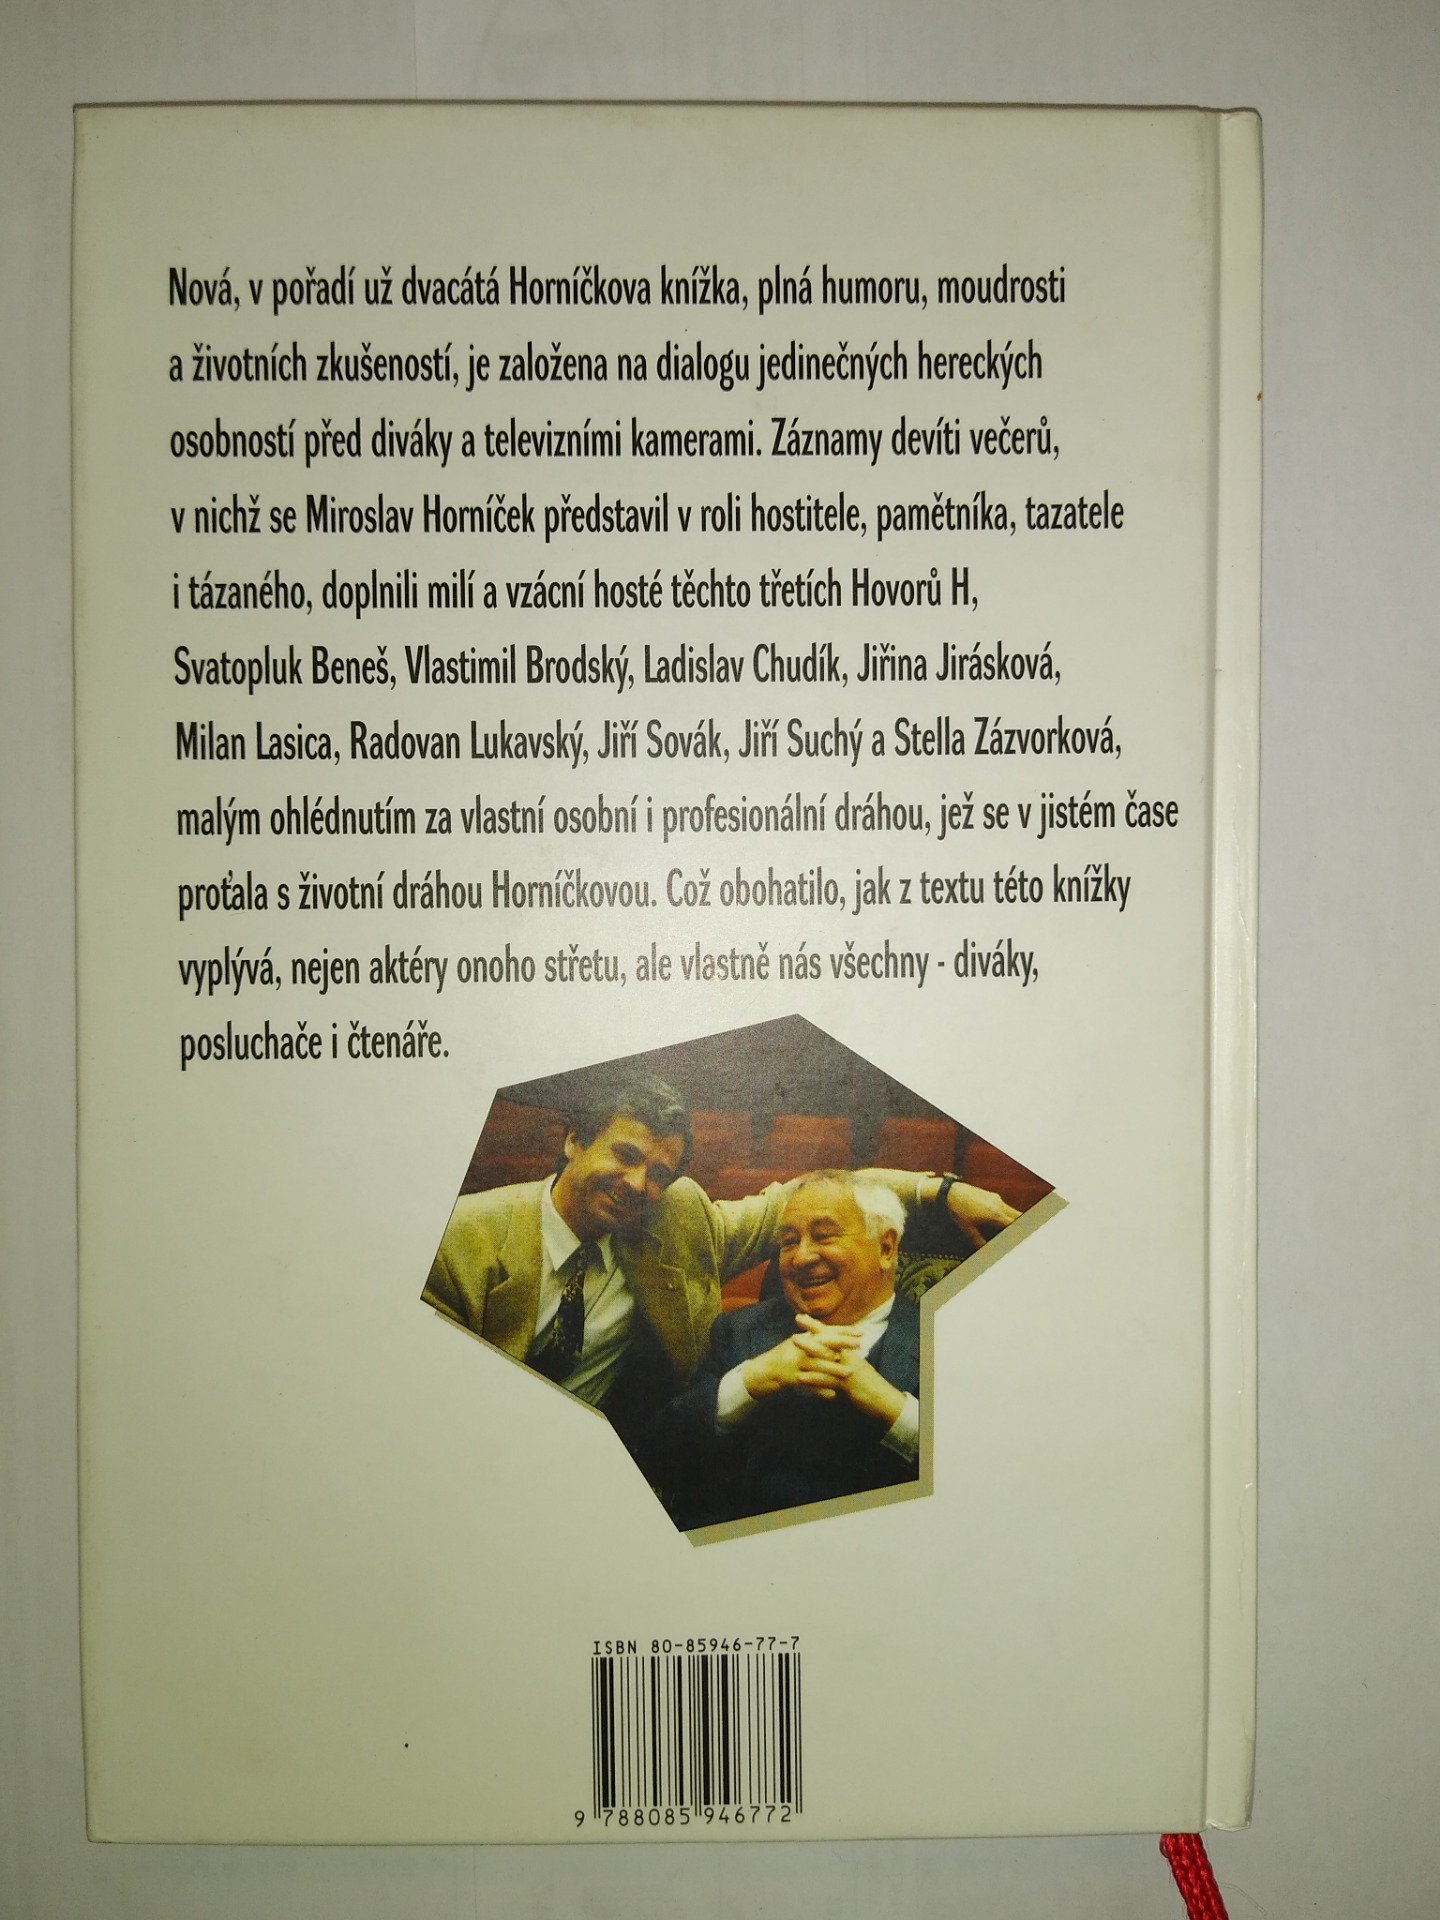 Nová, v pořadí už dvacátá Horníčkova knížka, plná humoru, moudrosti
a životních zkušeností, je založena na dialogu jedinečných hereckých
osobností před diváky a televizními kamerami. Záznamy devíti večerů,
v nichž se Miroslav Horníček představil v roli hostitele, pamětníka, tazatele
i tázaného, doplnili milí a vzácní hosté těchto třetích Hovorů H,
Svatopluk Beneš, Vlastimil Brodský, Ladislav Chudík, Jiřina Jirásková,
Milan Lasica, Radovan Lukavský, Jiří Sovák, Jiří Suchý a Stella Zázvorková,
malým ohlédnutím za vlastní osobní i profesionální dráhou, jež se v jistém čase
proťala s životní dráhou Horníčkovou. Což obohatilo, jak z textu této knížky
vyplývá, nejen aktéry onoho střetu, ale vlastně nás všechny - diváky,
posluchače i čtenáře.
ISBN 80-85946-77-7
9 788085 946772